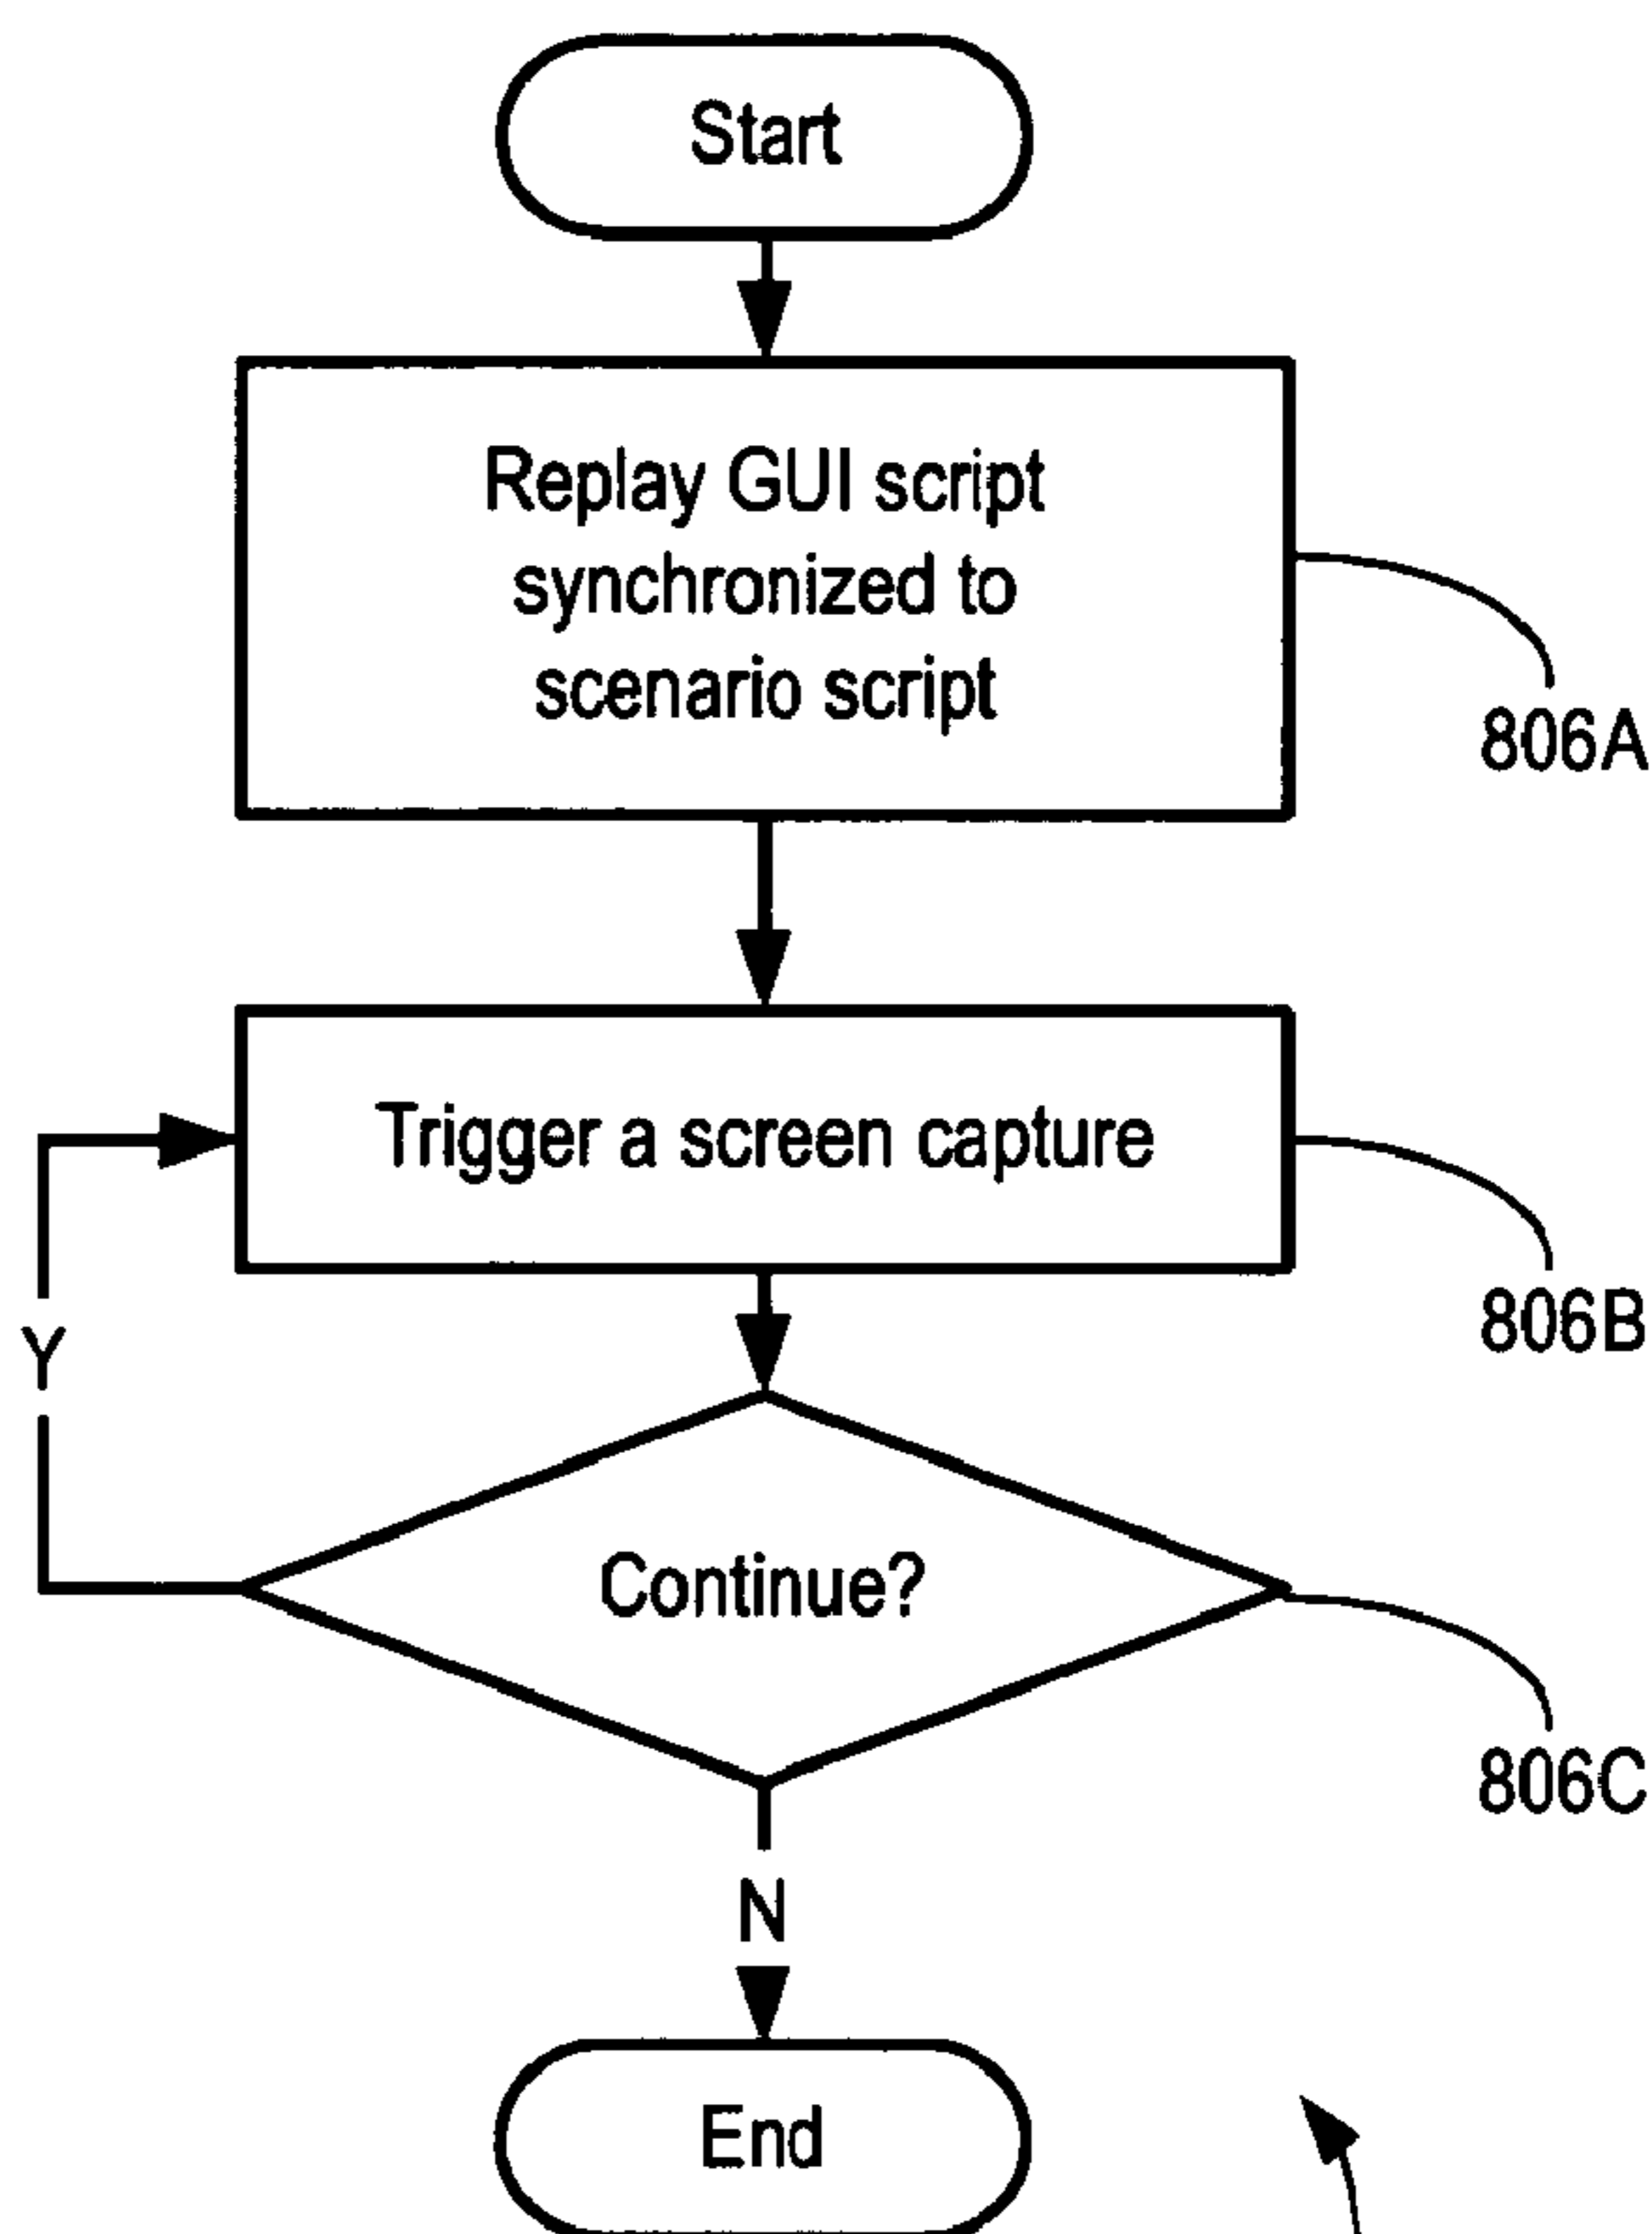 Start
Replay GUI script
synchronized to
scenario script
806A
Trigger a screen capture
806B
Y
Continue?
806C
N
End